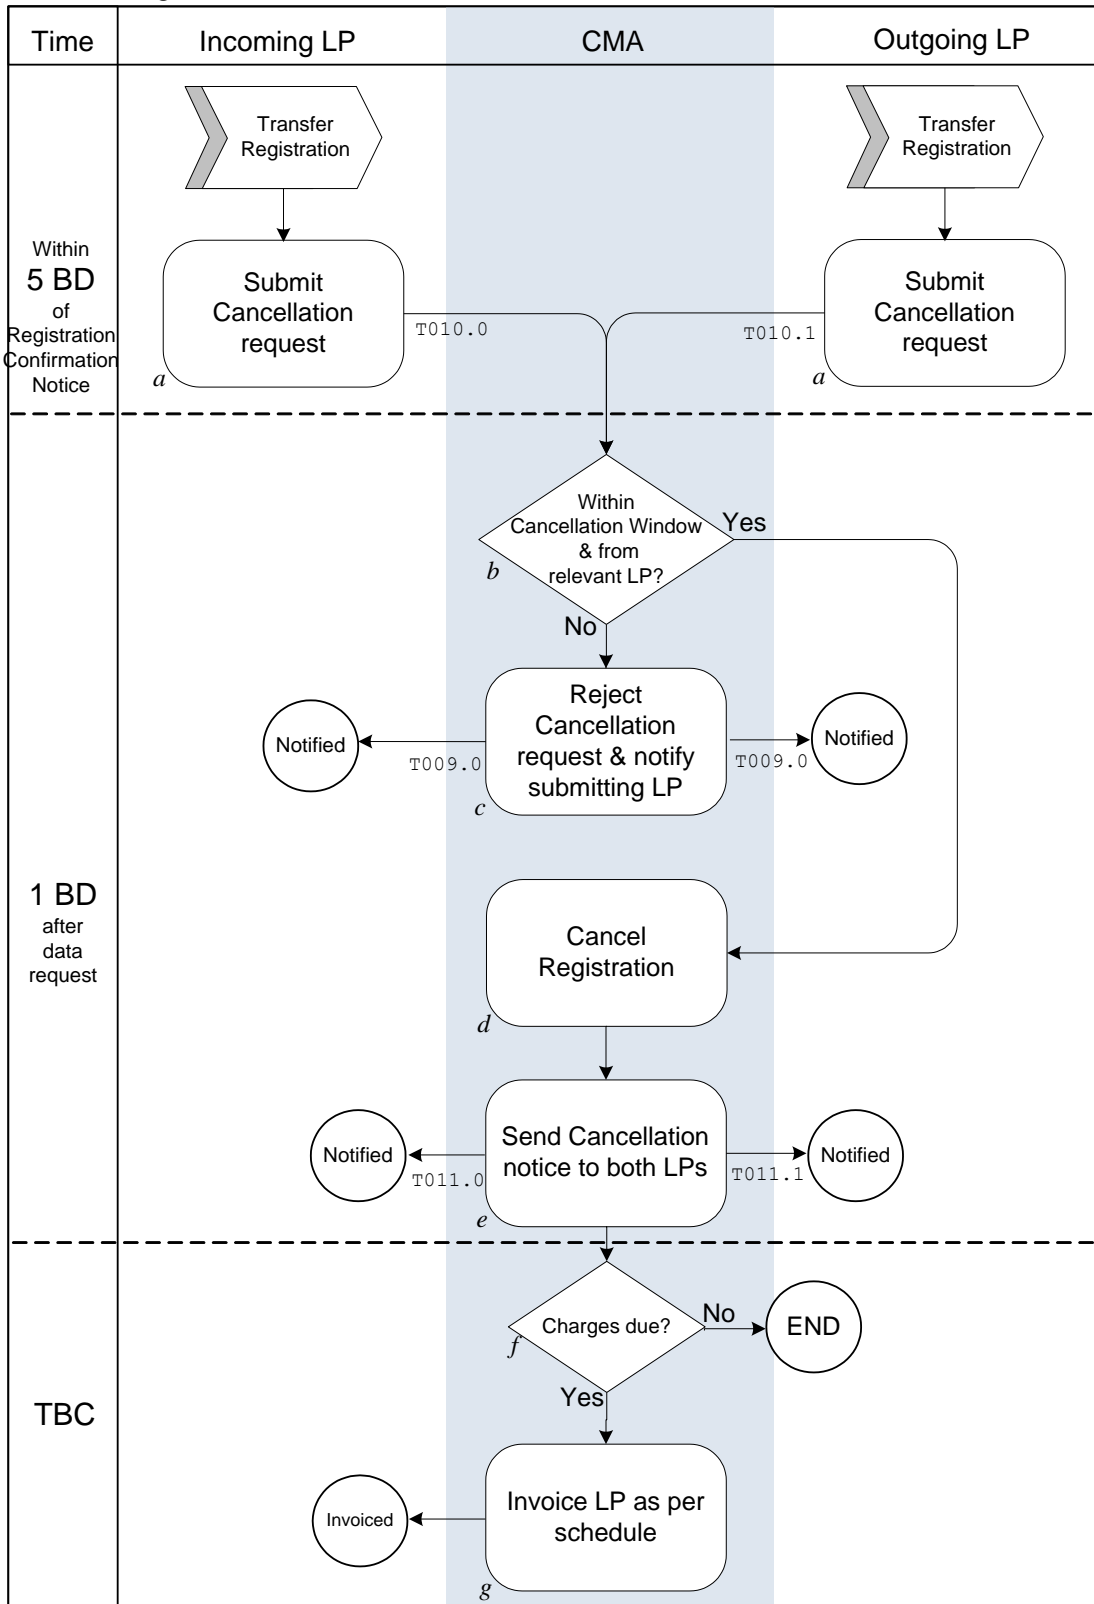 Time
Incoming LP
CMA
Outgoing LP
Transfer
Registration
Transfer
Registration
Within
5 BD
of
Registration
Confirmation
Notice
Submit
Cancellation
request
a
T010.0
T010.1
Submit
Cancellation
request
a
Within
Cancellation Window
& from
relevant LP?
b
Yes
No
Reject
Cancellation
request & notify
submitting LP
c
Notified
T009.0
T009.0
Notified
1 BD
after
data
request
Cancel
Registration
d
Send Cancellation
notice to both LPs
e
Notified
T011.0
T011.1
Notified
TBC
Charges due?
f
No
END
Yes
Invoice LP as per
schedule
g
Invoiced